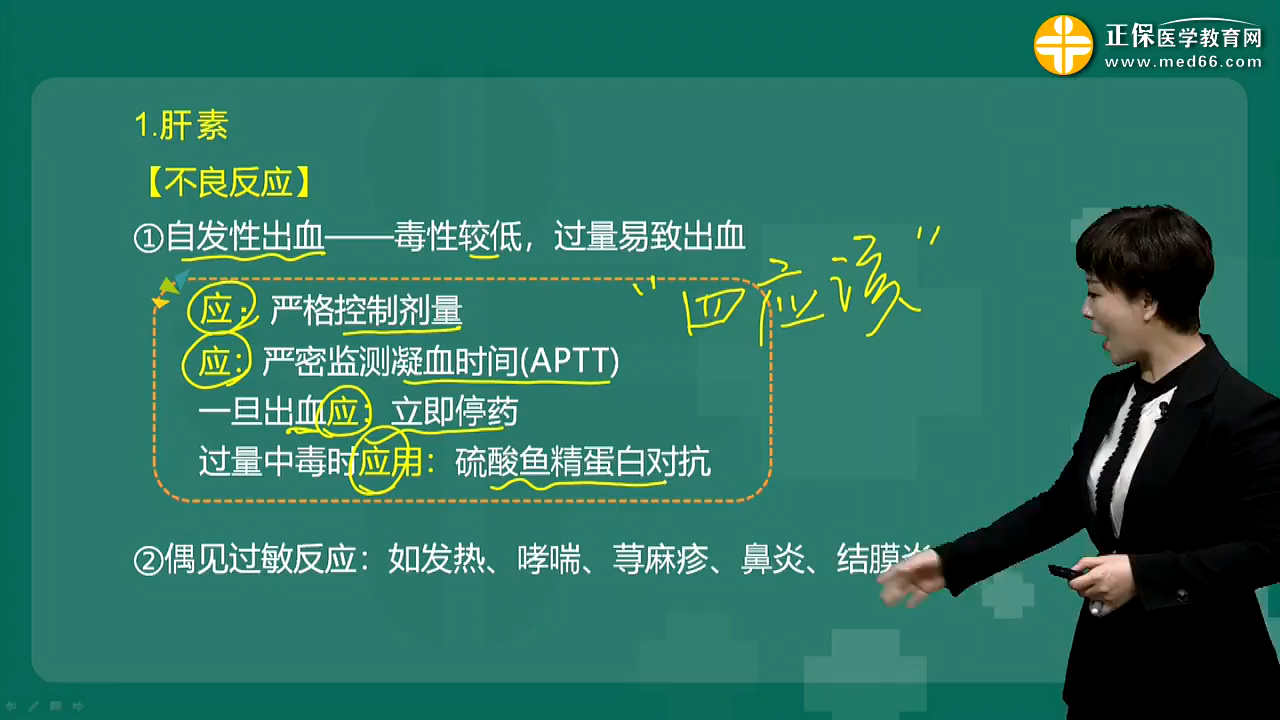 正保医学教育网
www.med66.com
1.肝素
【不良反应】
①自发性出血——毒性较低，过量易致出血
“四应该”
应：严格控制剂量
应：严密监测凝血时间(APTT)
一旦出血应：立即停药
过量中毒时应用：硫酸鱼精蛋白对抗
②偶见过敏反应：如发热、哮喘、荨麻疹、鼻炎、结膜炎